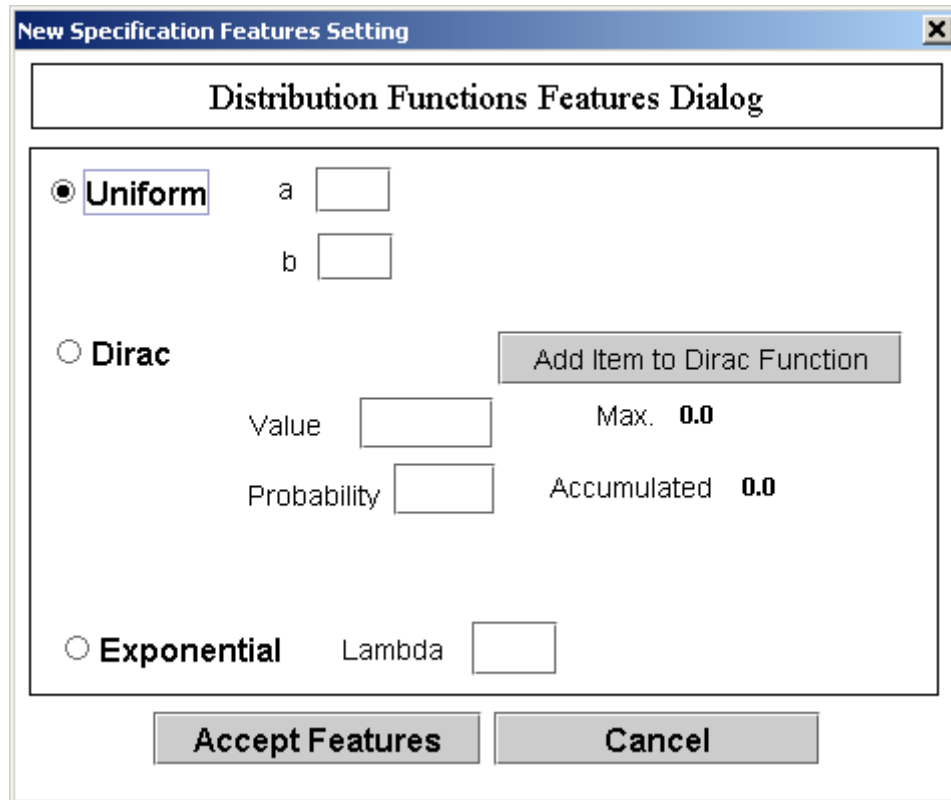 New Specification Features Setting
Distribution Functions Features Dialog
Uniform a
b
Dirac Add Item to Dirac Function
Value Max. 0.0
Probability Accumulated 0.0
Exponential Lambda
Accept Features Cancel